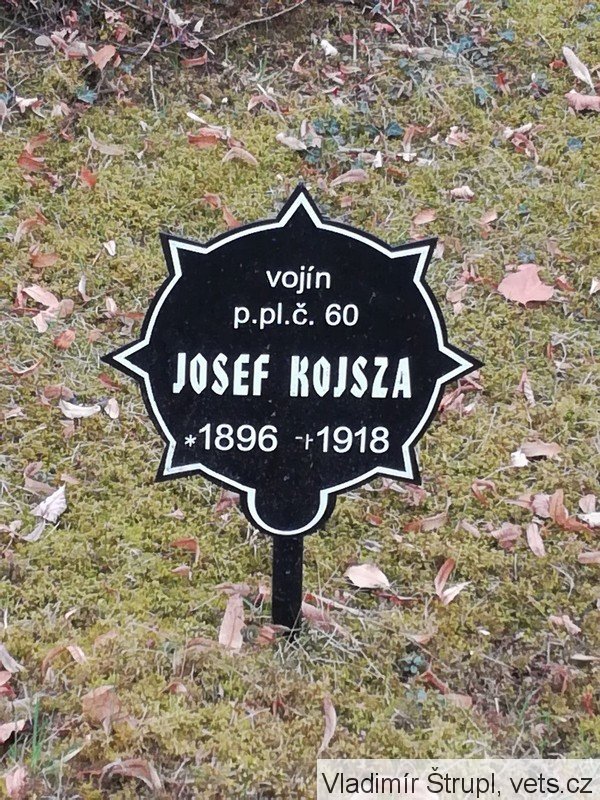 vojín
p.pl.č. 60
JOSEF KOJSZA
*1896 +1918
Vladimír Štrupl, vets.cz